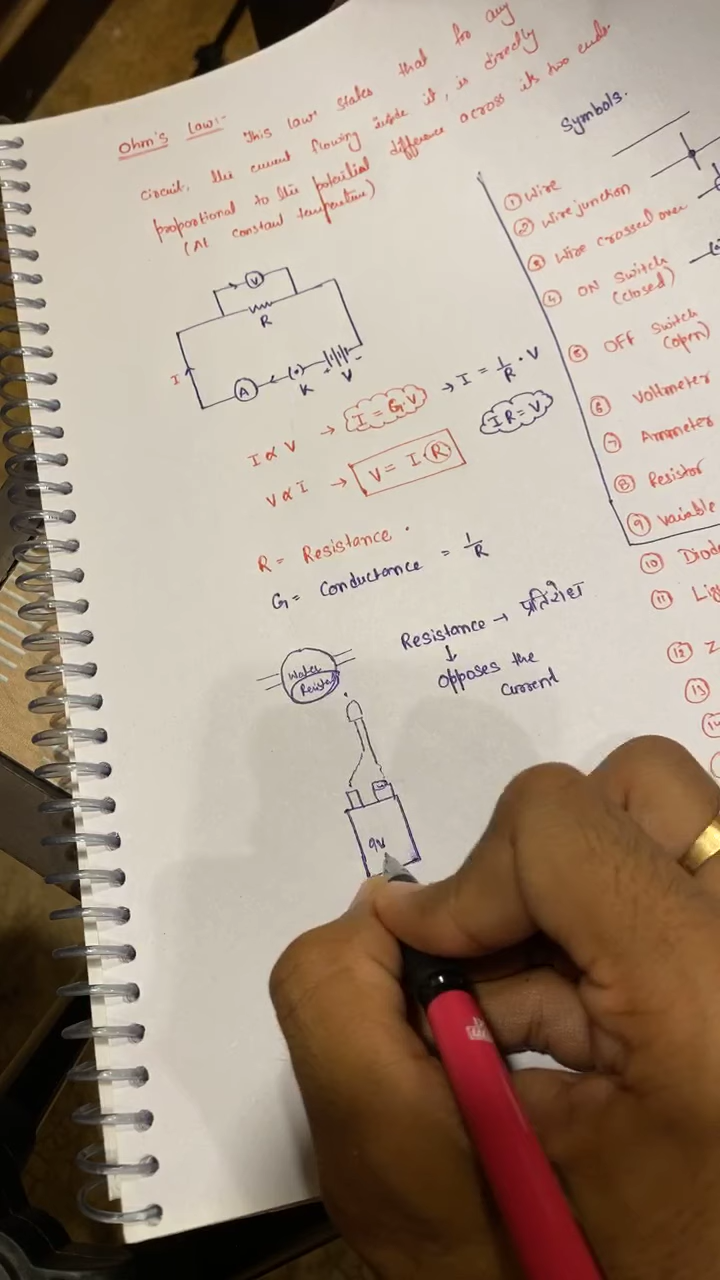 Ohm's Law:- This law states that for any
circuit, the current flowing inside it, is directly
proportional to the potential difference across its two ends.
(At constant temperature)
V
R
I
A
K
+
-
V
I ∝ V → I = G.V → I = 1/R . V
IR = V
V ∝ I → V = I R
R = Resistance
G = Conductance = 1/R
Resistance → प्रतिरोध
↓
opposes the
current
Water
9V
Symbols.
① Wire
② Wire junction
③ Wire crossed over
④ ON Switch
(closed)
⑤ OFF Switch
(open)
⑥ Voltmeter
⑦ Ammeter
⑧ Resistor
⑨ Variable
⑩ Diod
⑪ Li
⑫ Z
⑬